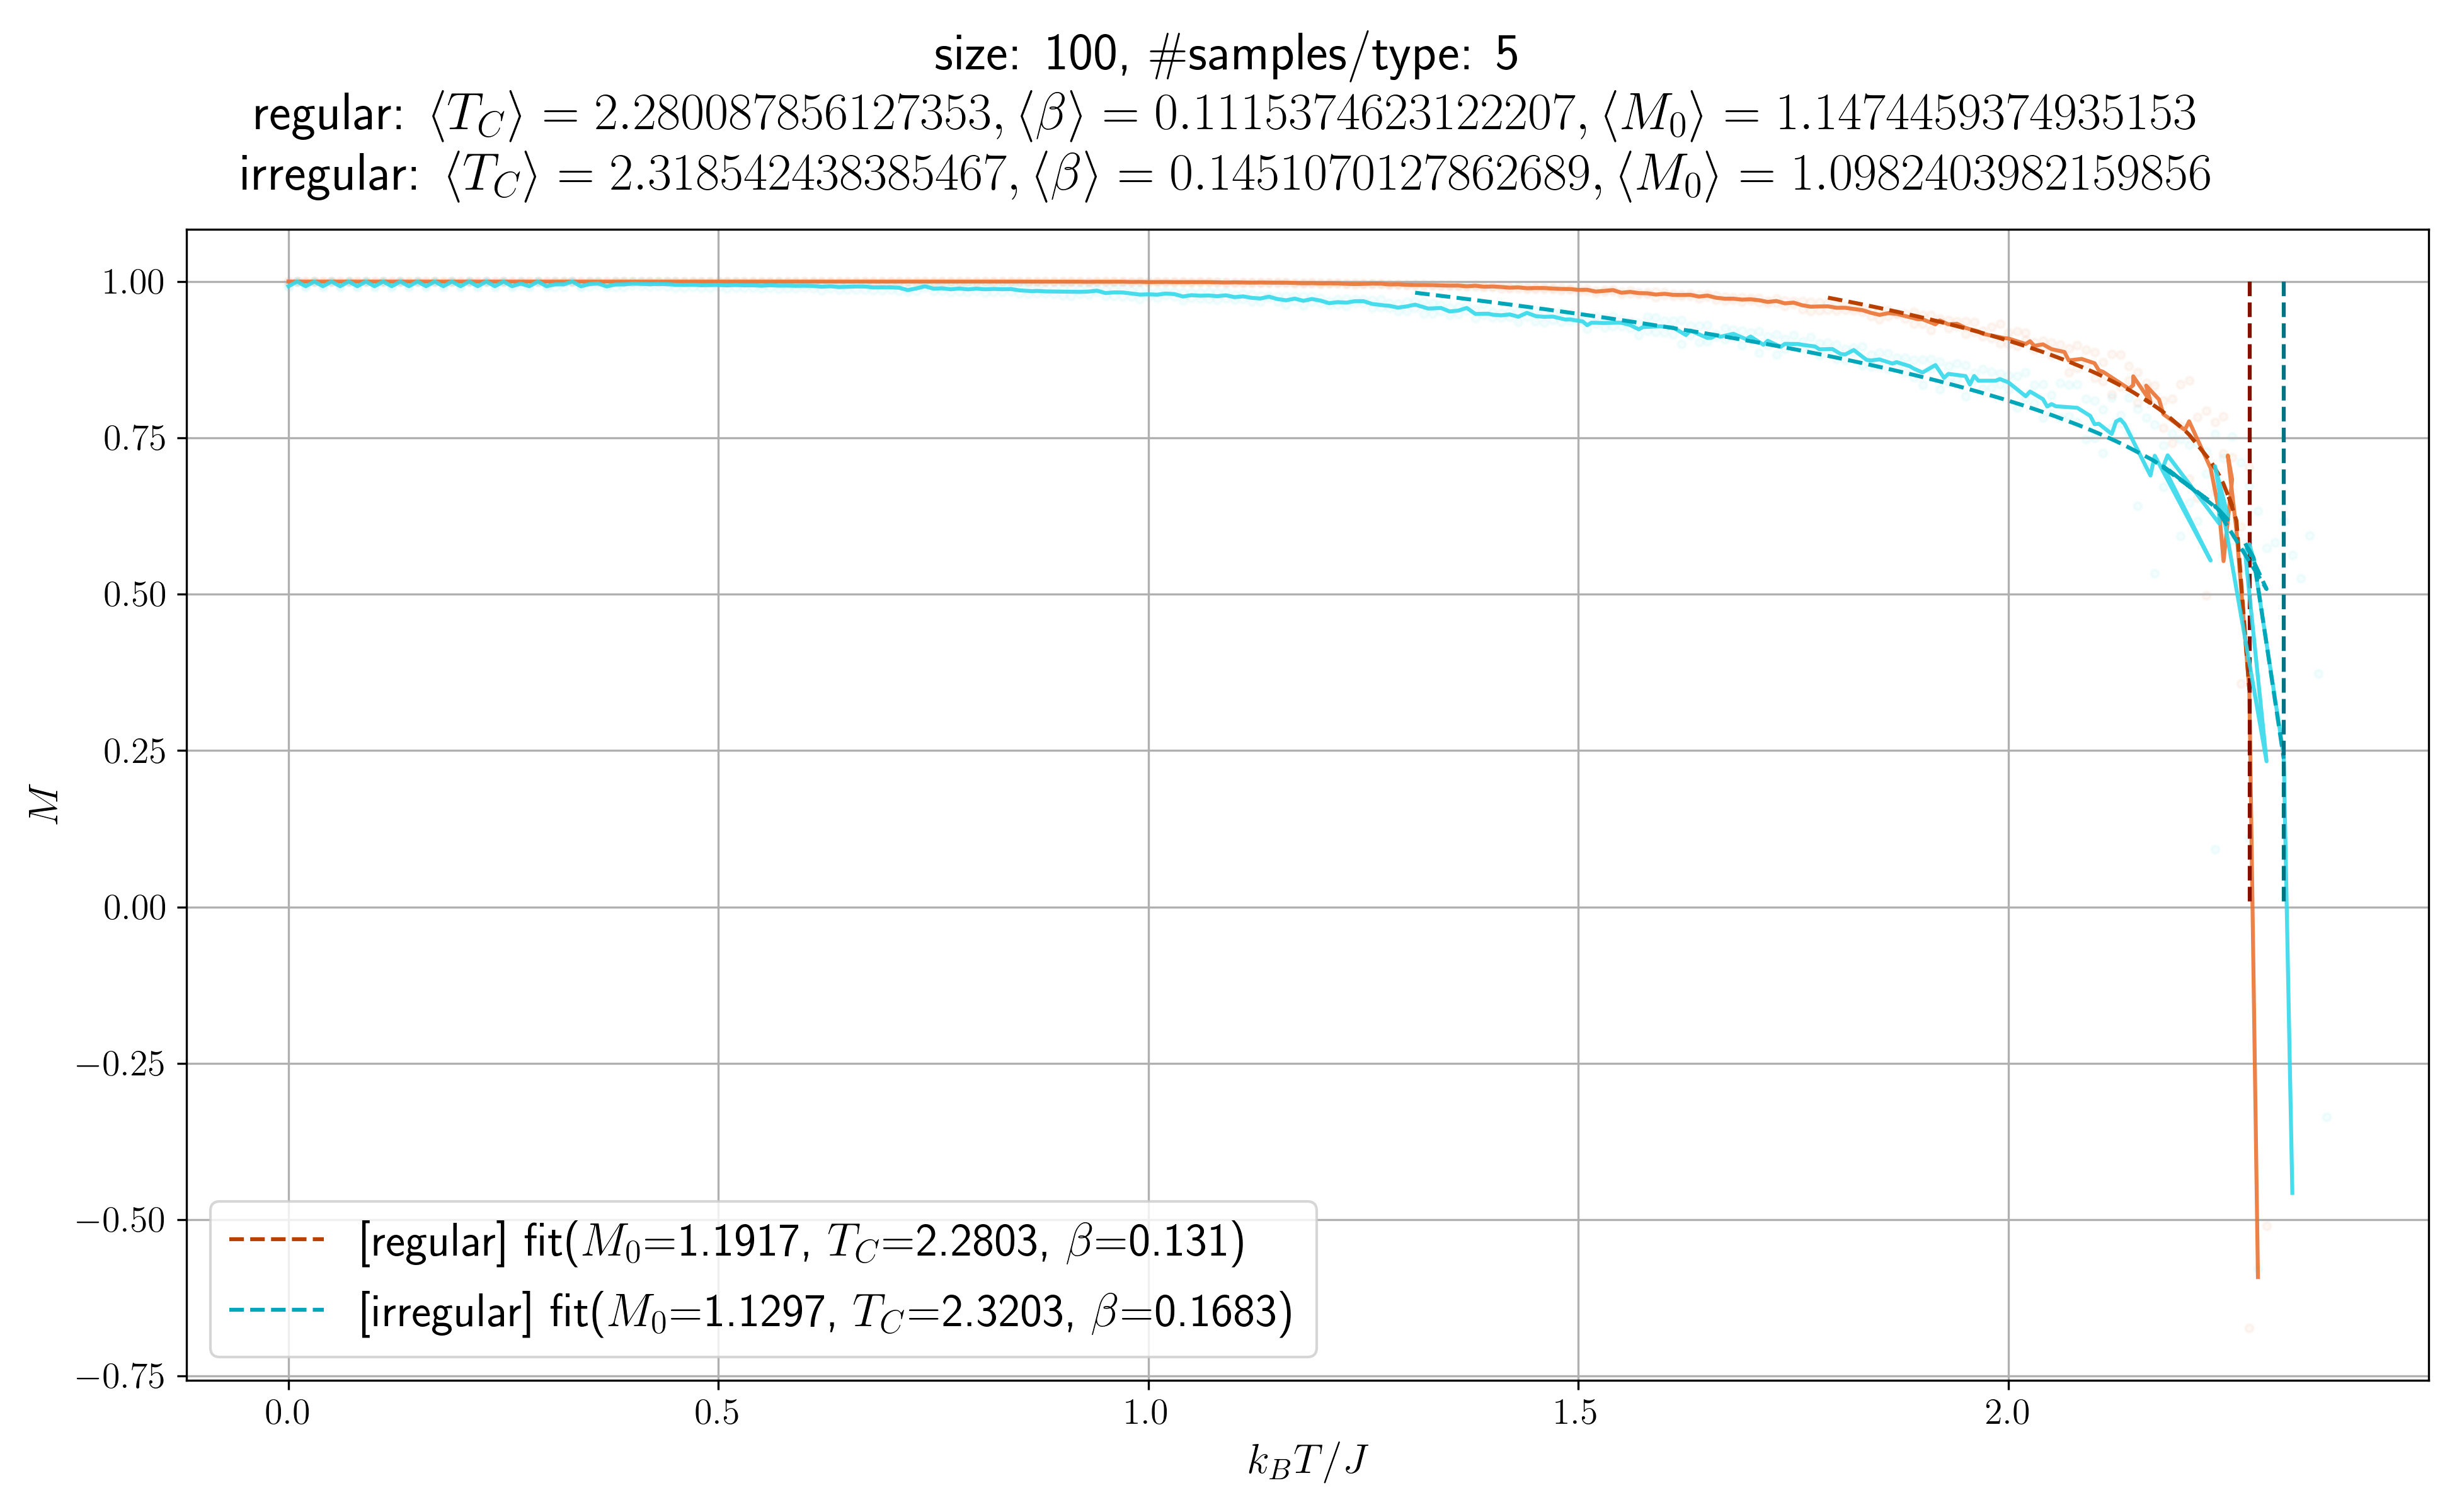 size: 100, #samples/type: 5
regular: ⟨T_C⟩ = 2.280087856127353, ⟨β⟩ = 0.1115374623122207, ⟨M_0⟩ = 1.1474459374935153
irregular: ⟨T_C⟩ = 2.318542438385467, ⟨β⟩ = 0.1451070127862689, ⟨M_0⟩ = 1.0982403982159856
1.00
0.75
0.50
0.25
0.00
−0.25
−0.50
−0.75
M
[regular] fit(M_0=1.1917, T_C=2.2803, β=0.131)
[irregular] fit(M_0=1.1297, T_C=2.3203, β=0.1683)
0.0 0.5 1.0 1.5 2.0
k_BT/J